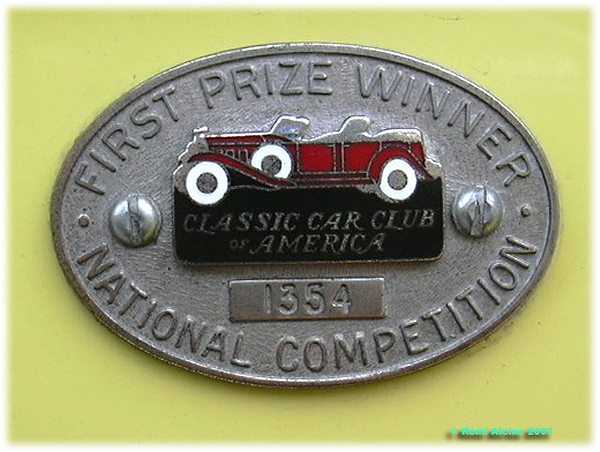 FIRST PRIZE WINNER
CLASSIC CAR CLUB
OF AMERICA
1354
NATIONAL COMPETITION